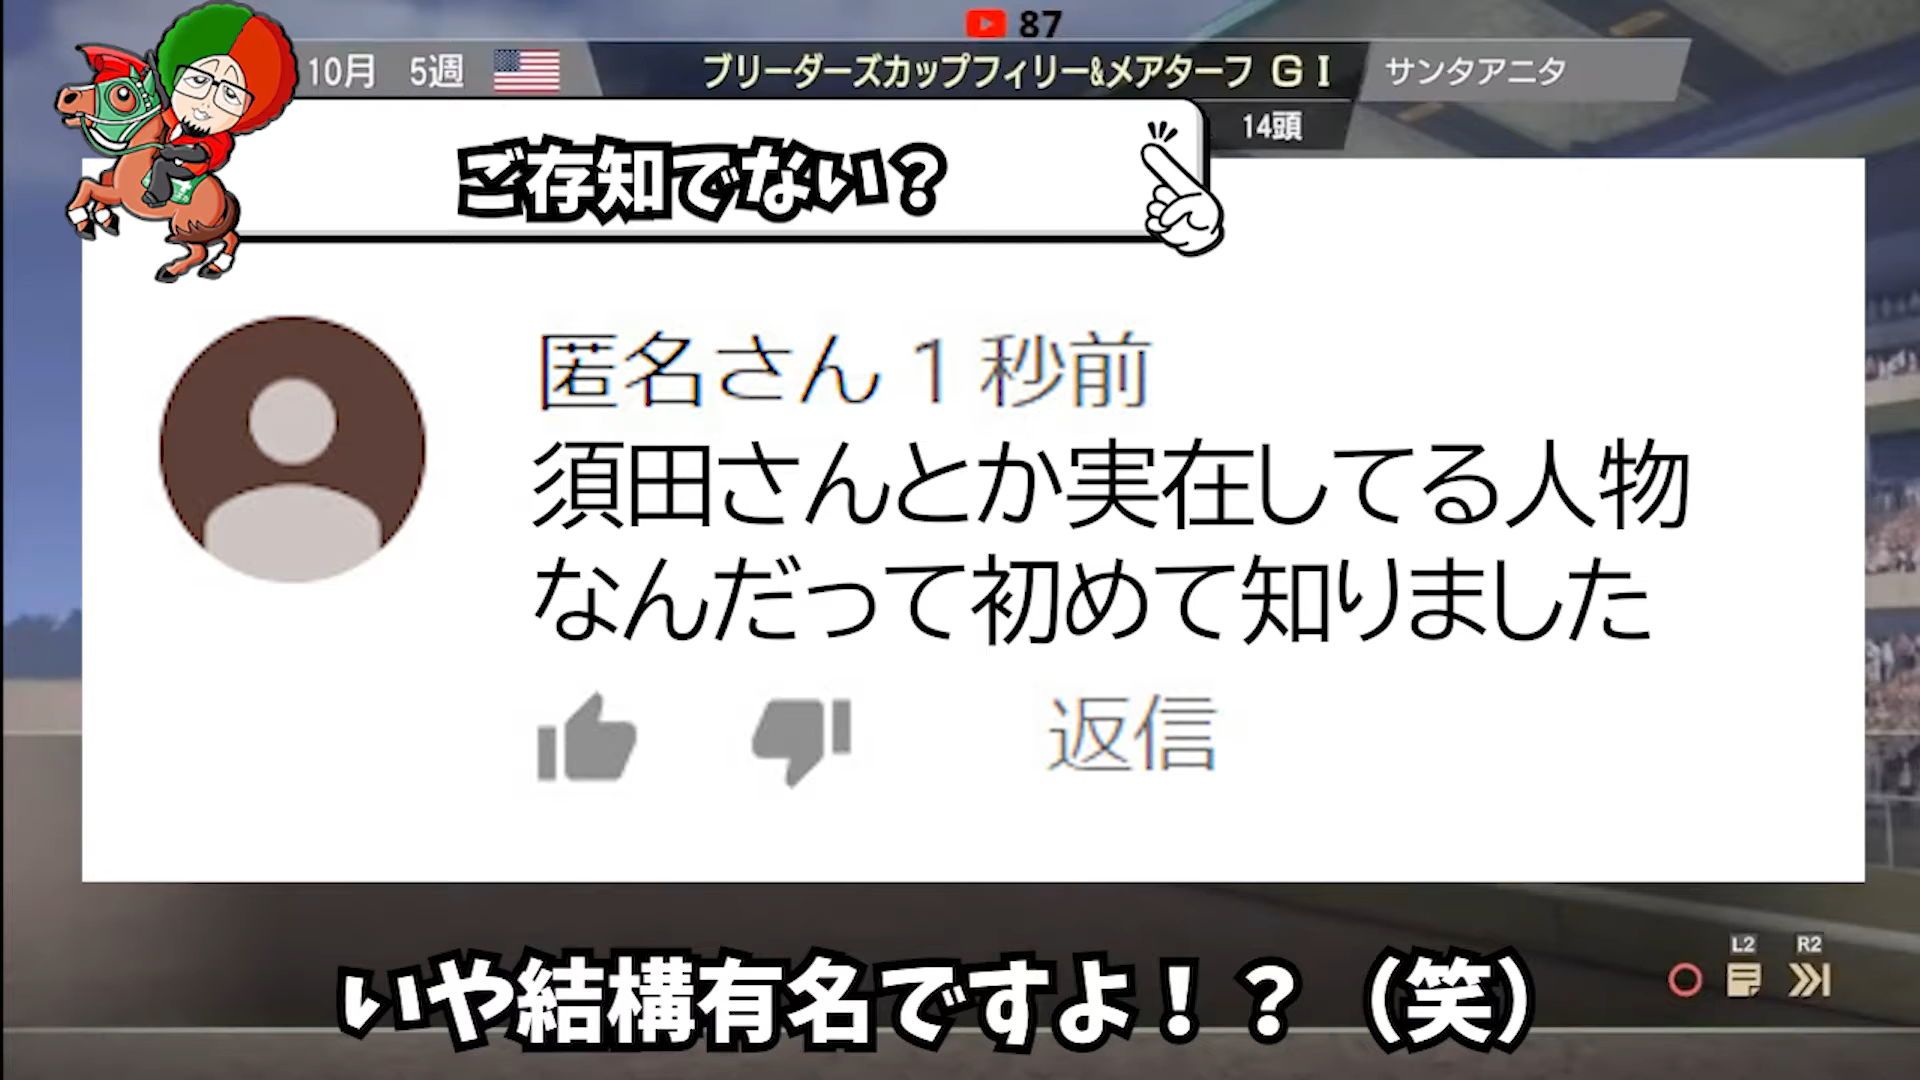 87
10月 5週 ブリーダーズカップフィリー&メアターフ GⅠ サンタアニタ
14頭
ご存知でない？
匿名さん 1 秒前
須田さんとか実在してる人物
なんだって初めて知りました
返信
L2 R2
いや結構有名ですよ！？（笑）